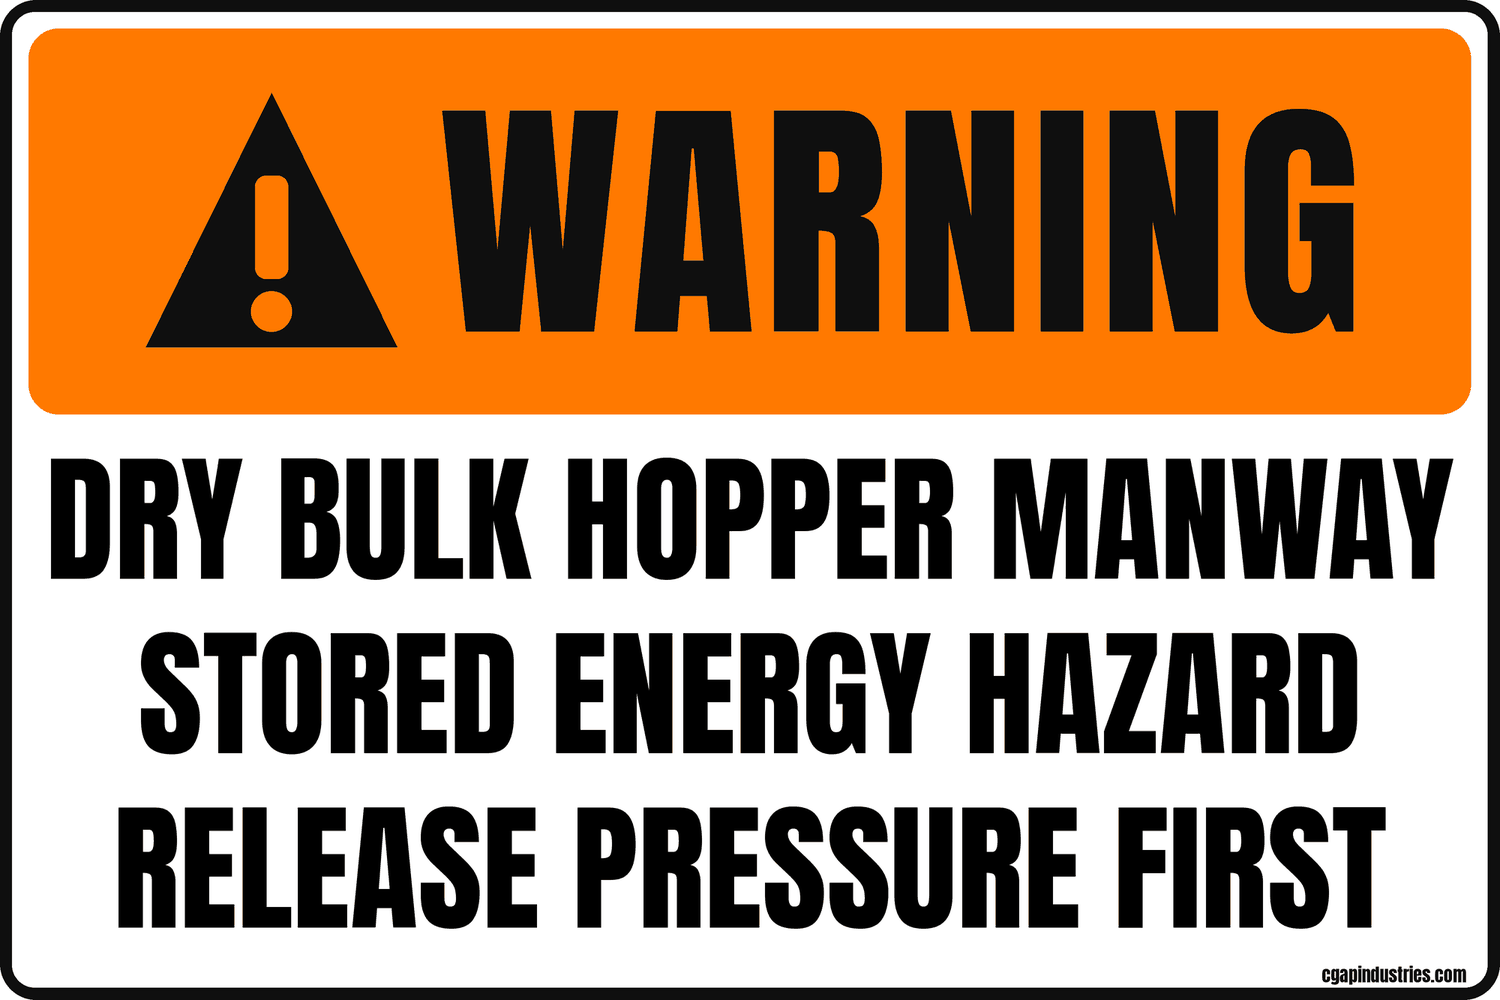 WARNING
DRY BULK HOPPER MANWAY
STORED ENERGY HAZARD
RELEASE PRESSURE FIRST
cgapindustries.com